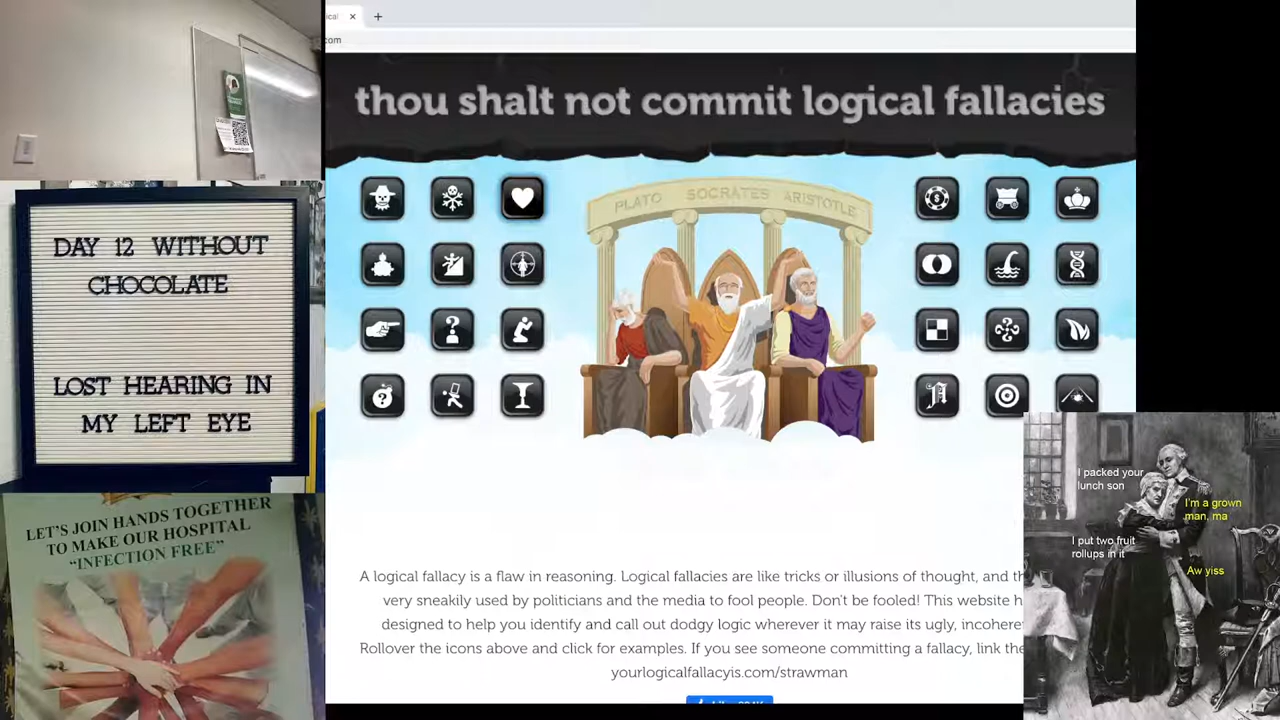 ical
com
thou shalt not commit logical fallacies
PLATO SOCRATES ARISTOTLE
DAY 12 WITHOUT
CHOCOLATE
LOST HEARING IN
MY LEFT EYE
LET'S JOIN HANDS TOGETHER
TO MAKE OUR HOSPITAL
"INFECTION FREE"
A logical fallacy is a flaw in reasoning. Logical fallacies are like tricks or illusions of thought, and th
very sneakily used by politicians and the media to fool people. Don't be fooled! This website h
designed to help you identify and call out dodgy logic wherever it may raise its ugly, incohere
Rollover the icons above and click for examples. If you see someone committing a fallacy, link the
yourlogicalfallacyis.com/strawman
I packed your
lunch son
I'm a grown
man, ma
I put two fruit
rollups in it
Aw yiss